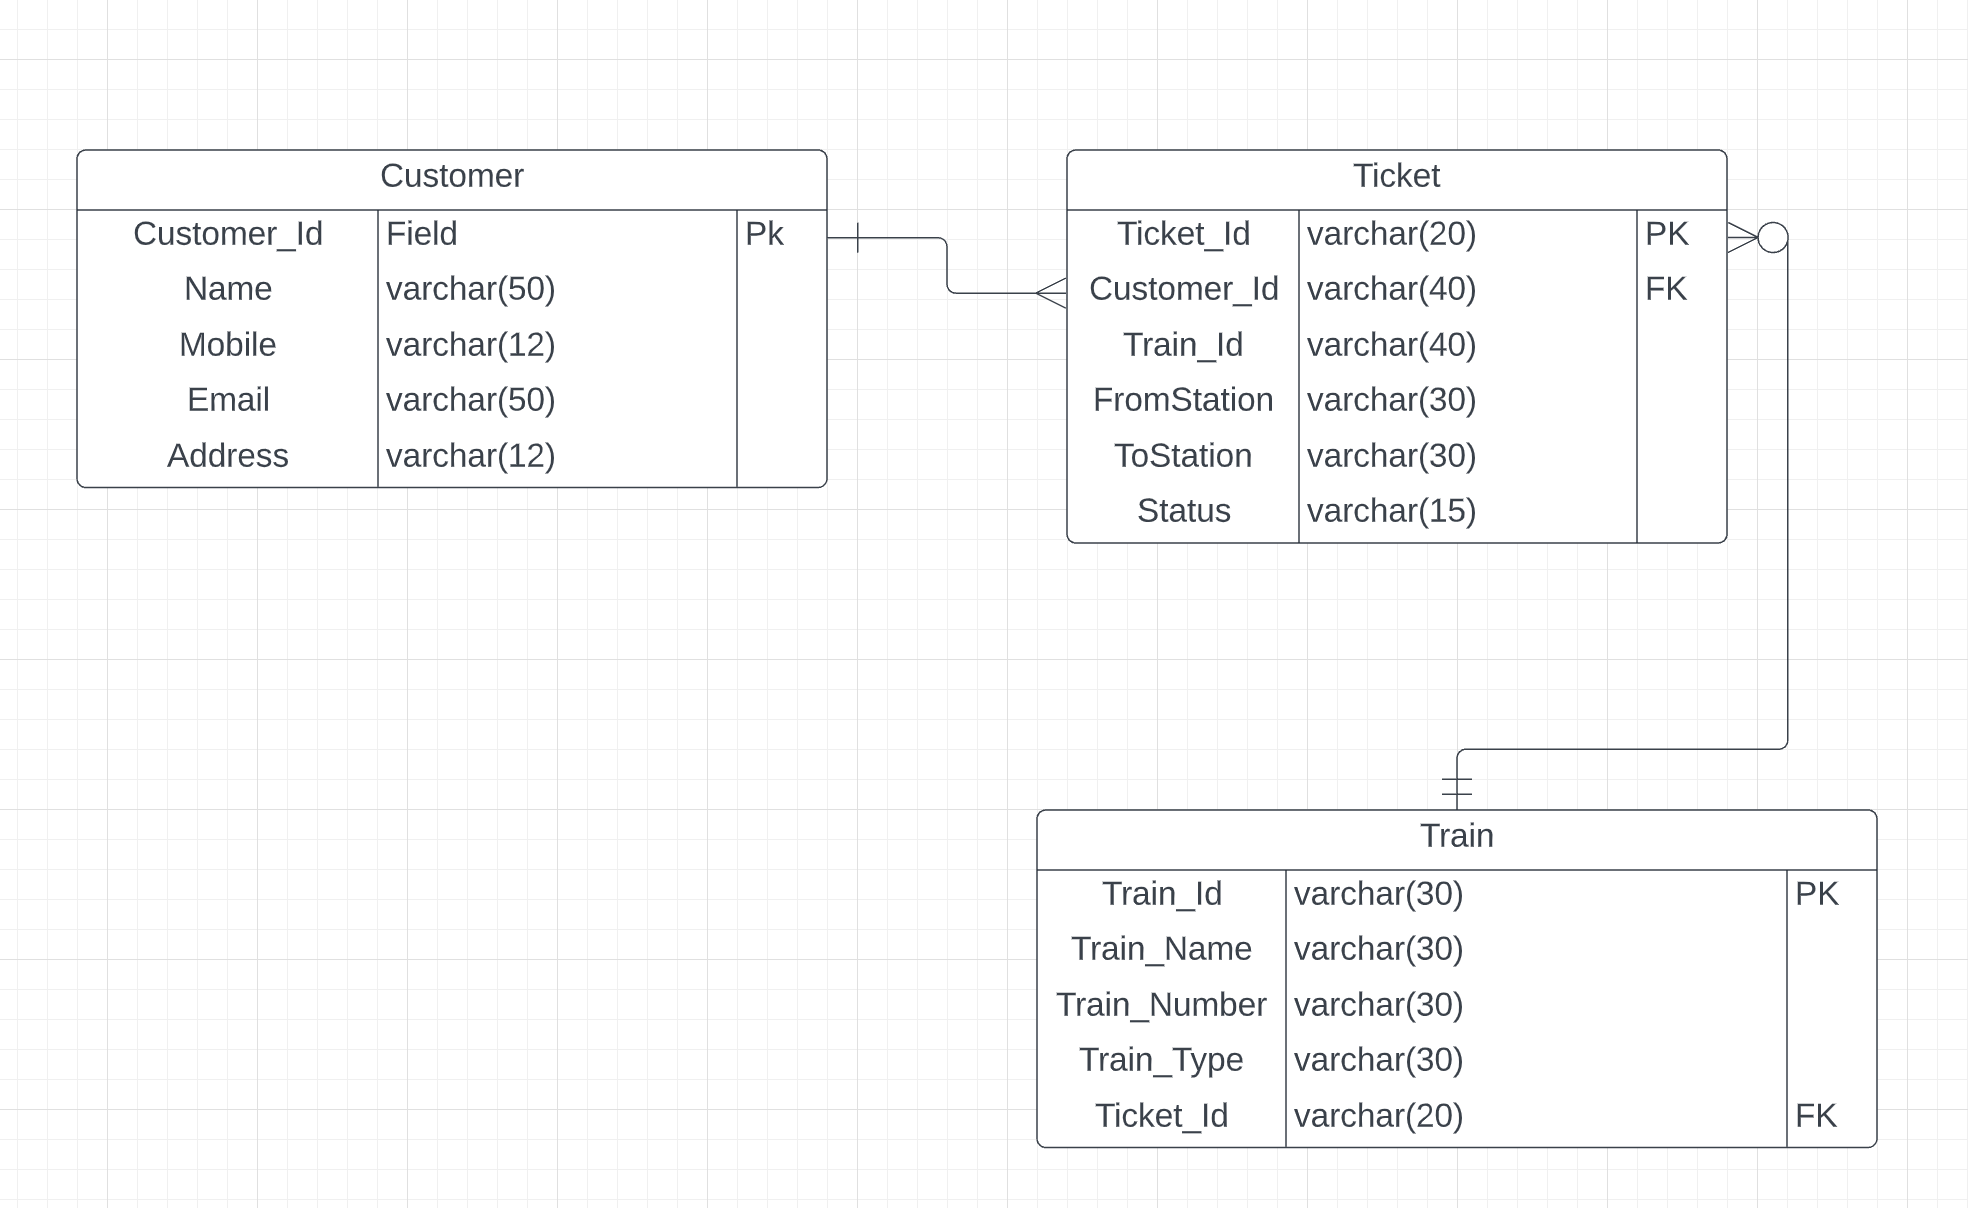 Customer
Customer_Id Field Pk
Name varchar(50)
Mobile varchar(12)
Email varchar(50)
Address varchar(12)
Ticket
Ticket_Id varchar(20) PK
Customer_Id varchar(40) FK
Train_Id varchar(40)
FromStation varchar(30)
ToStation varchar(30)
Status varchar(15)
Train
Train_Id varchar(30) PK
Train_Name varchar(30)
Train_Number varchar(30)
Train_Type varchar(30)
Ticket_Id varchar(20) FK